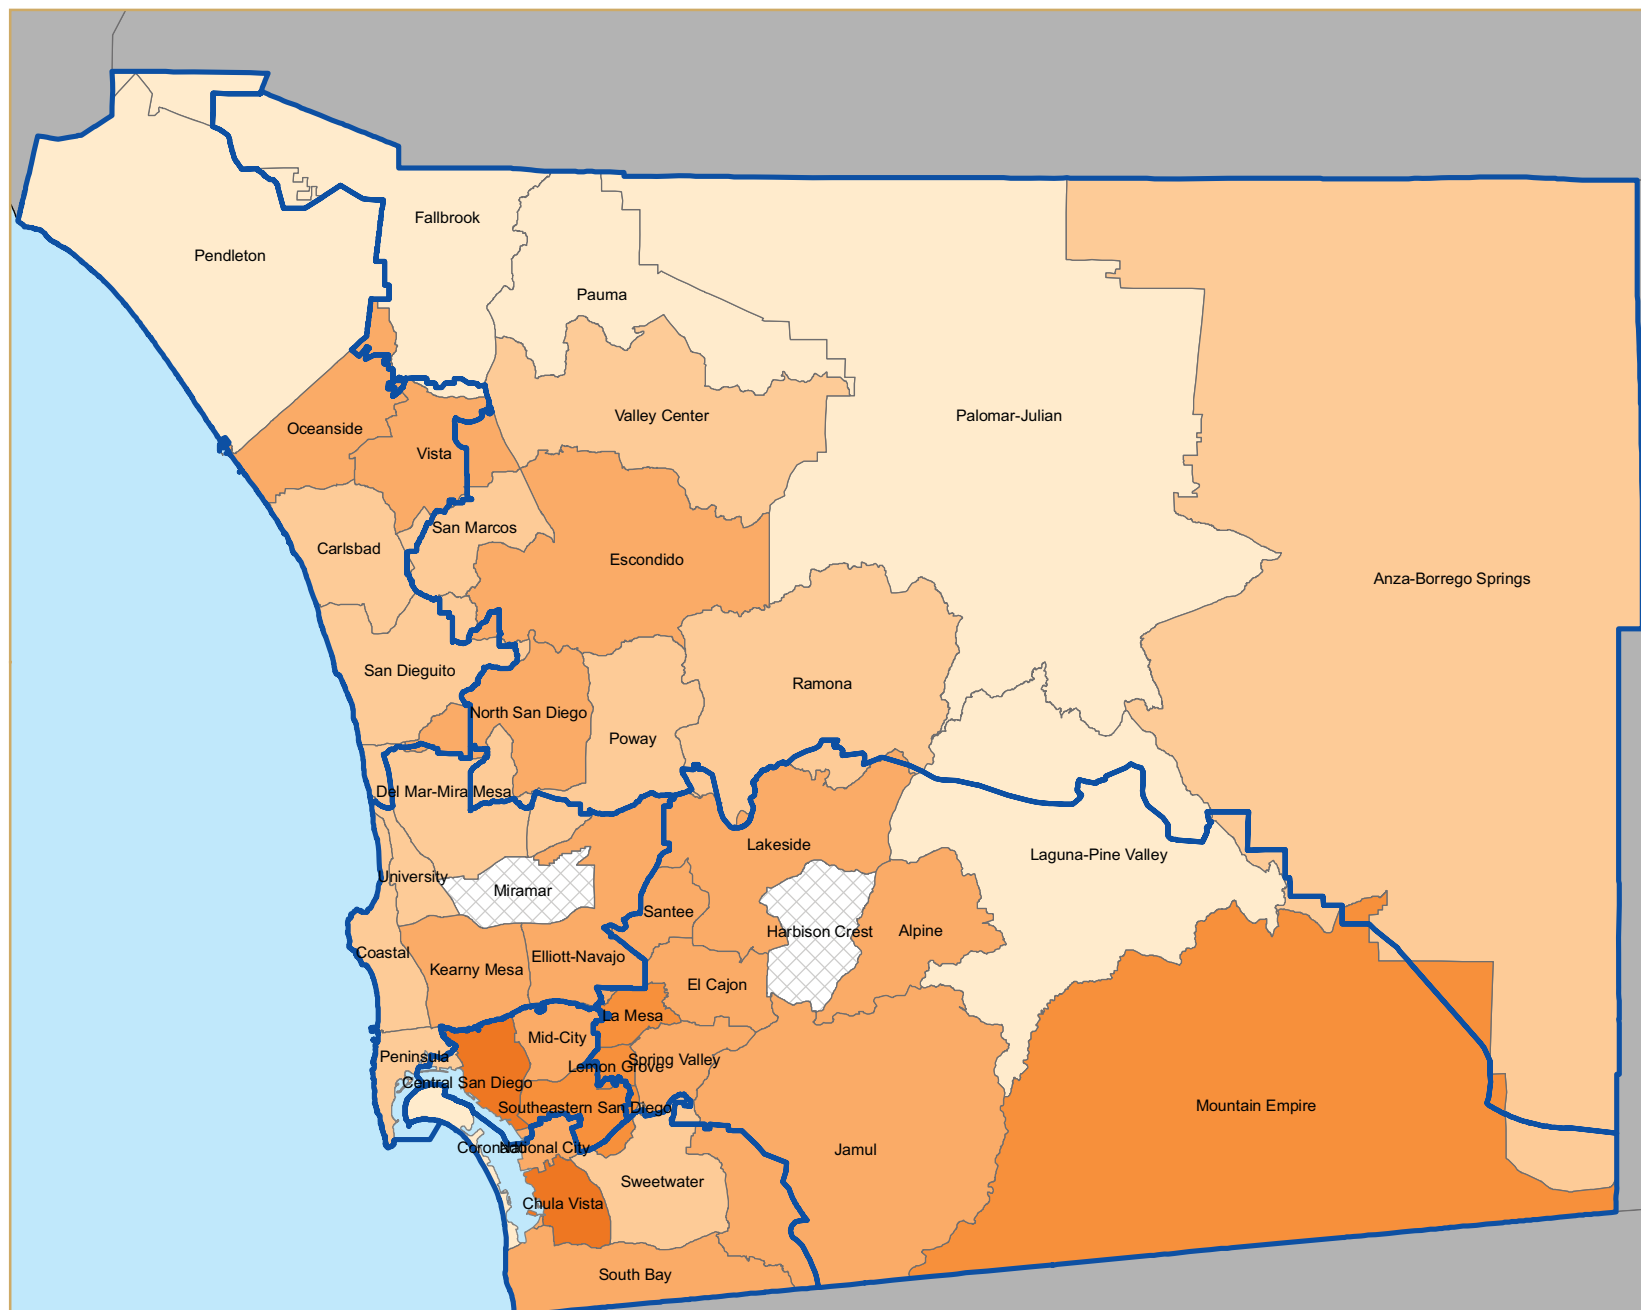 Fallbrook
Pendleton
Pauma
Valley Center
Palomar-Julian
Oceanside
Vista
San Marcos
Carlsbad
Escondido
Anza-Borrego Springs
San Dieguito
Ramona
North San Diego
Poway
Del Mar-Mira Mesa
Lakeside
Laguna-Pine Valley
University
Miramar
Santee
Harbison Crest
Alpine
Coastal
Elliott-Navajo
Kearny Mesa
El Cajon
La Mesa
Mid-City
Peninsula
Lemon Grove
Spring Valley
Central San Diego
Southeastern San Diego
Mountain Empire
Coronado
National City
Jamul
Sweetwater
Chula Vista
South Bay